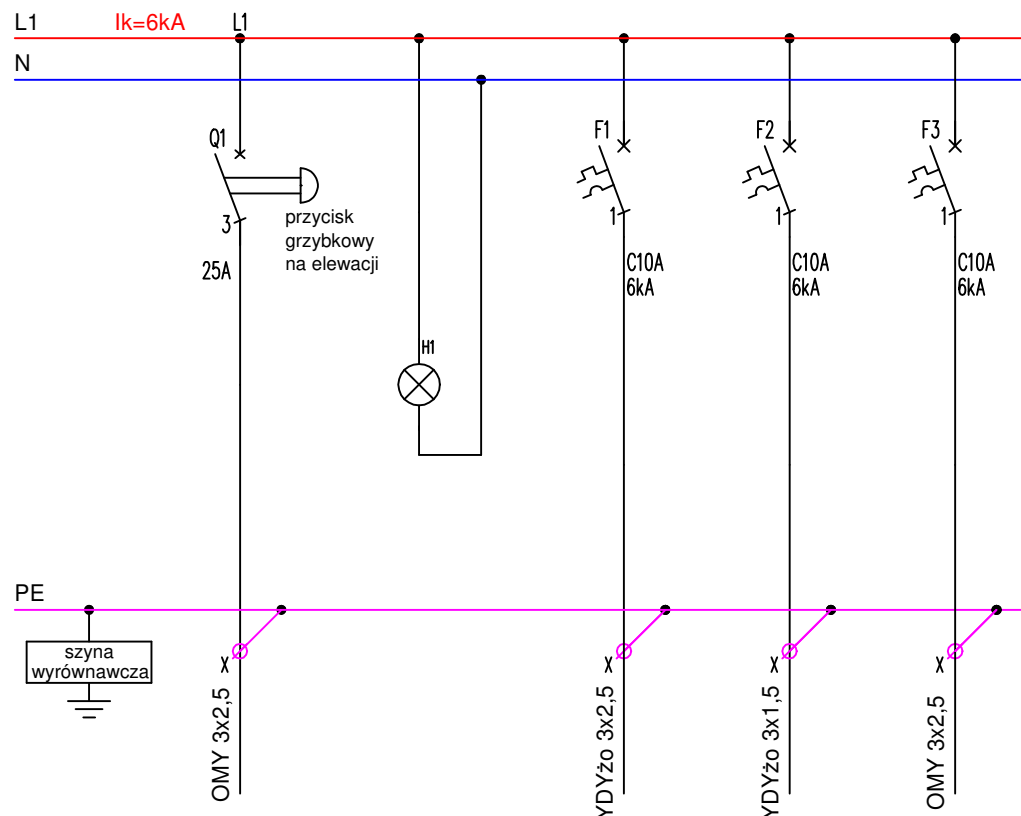 L1
Ik=6kA
L1
N
Q1
3
25A
przycisk
grzybkowy
na elewacji
H1
F1
1
C10A
6kA
F2
1
C10A
6kA
F3
1
C10A
6kA
PE
szyna
wyrównawcza
X
OMY 3x2,5
X
YDYżo 3x2,5
X
YDYżo 3x1,5
X
OMY 3x2,5